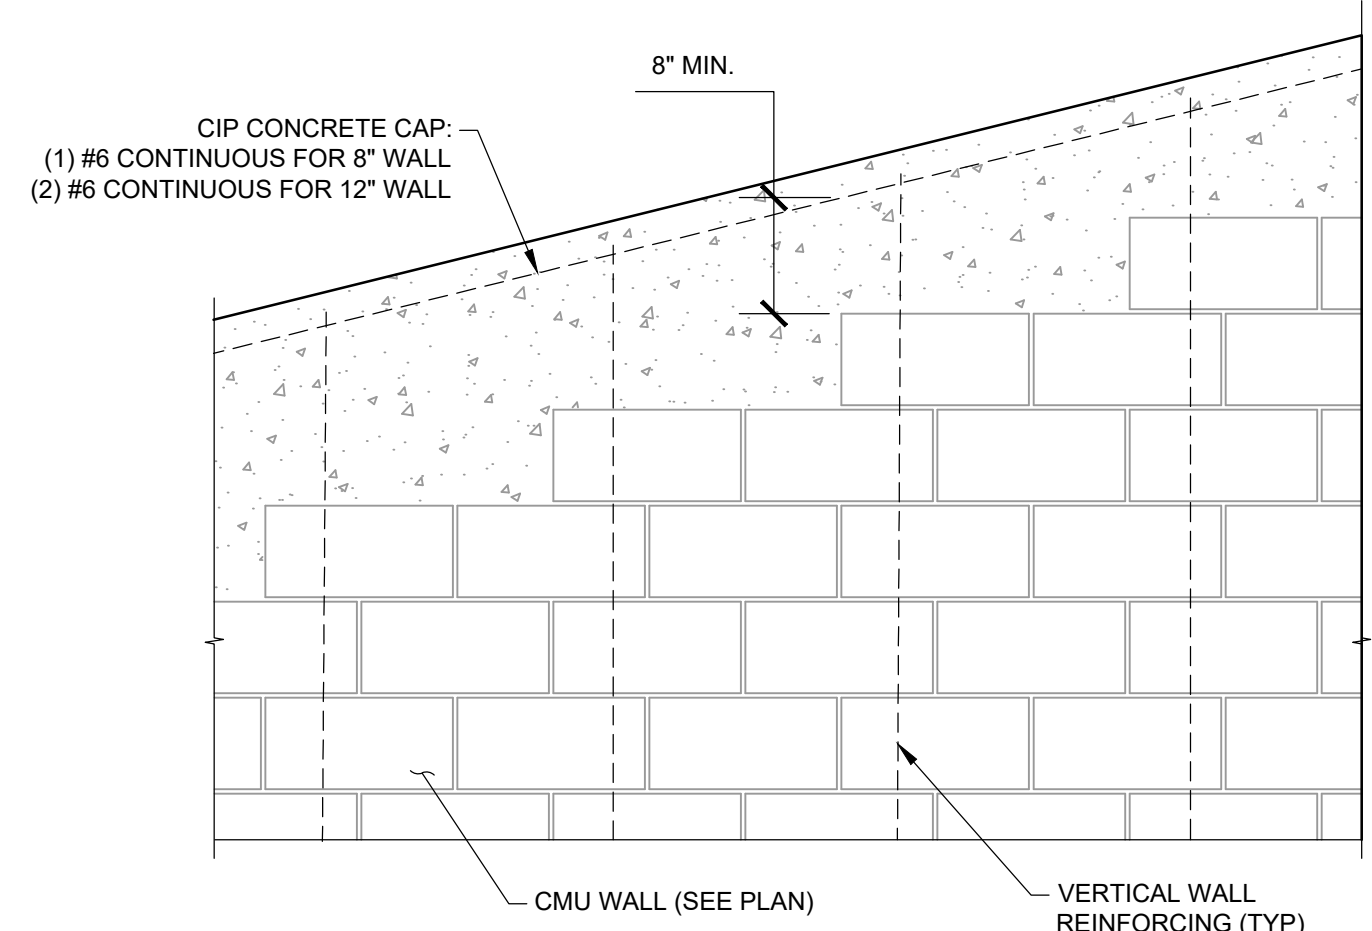 8" MIN.
CIP CONCRETE CAP:
(1) #6 CONTINUOUS FOR 8" WALL
(2) #6 CONTINUOUS FOR 12" WALL
CMU WALL (SEE PLAN)
VERTICAL WALL
REINFORCING (TYP)